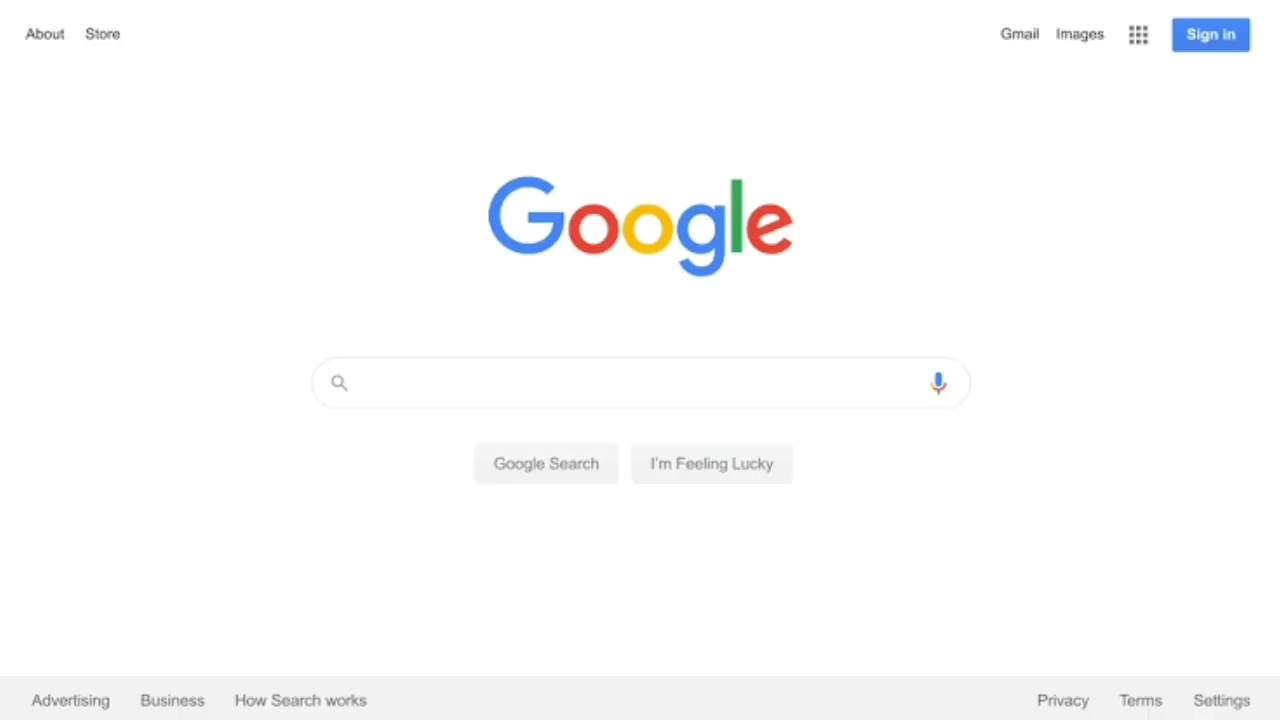 About Store Gmail Images Sign in
Google
Google Search I'm Feeling Lucky
Advertising Business How Search works Privacy Terms Settings